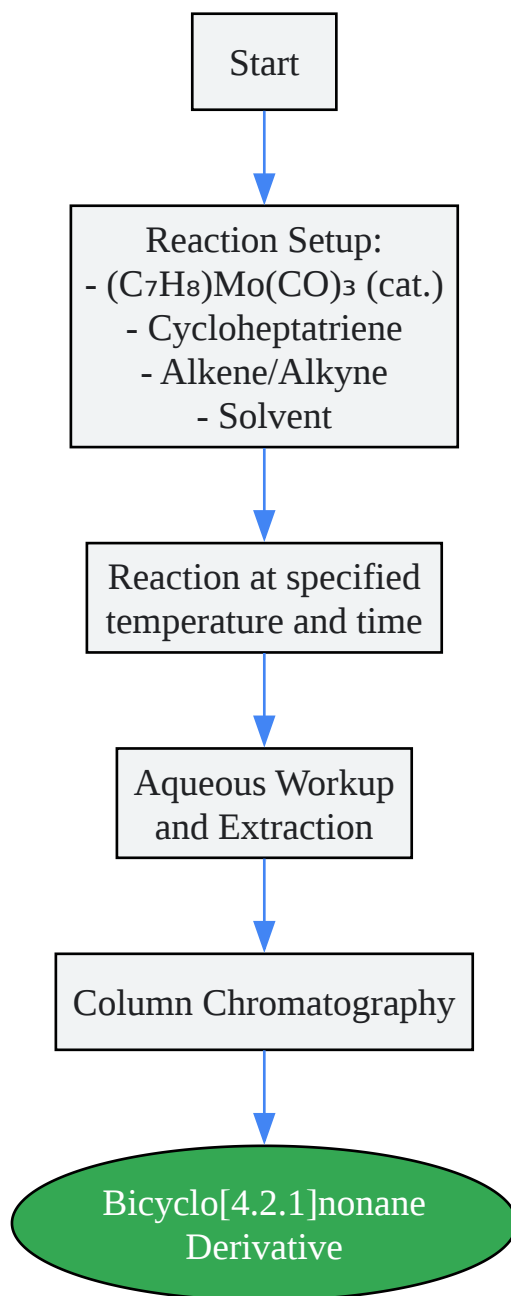 Start
Reaction Setup:
- (C₇H₈)Mo(CO)₃ (cat.)
- Cycloheptatriene
- Alkene/Alkyne
- Solvent
Reaction at specified
temperature and time
Aqueous Workup
and Extraction
Column Chromatography
Bicyclo[4.2.1]nonane
Derivative